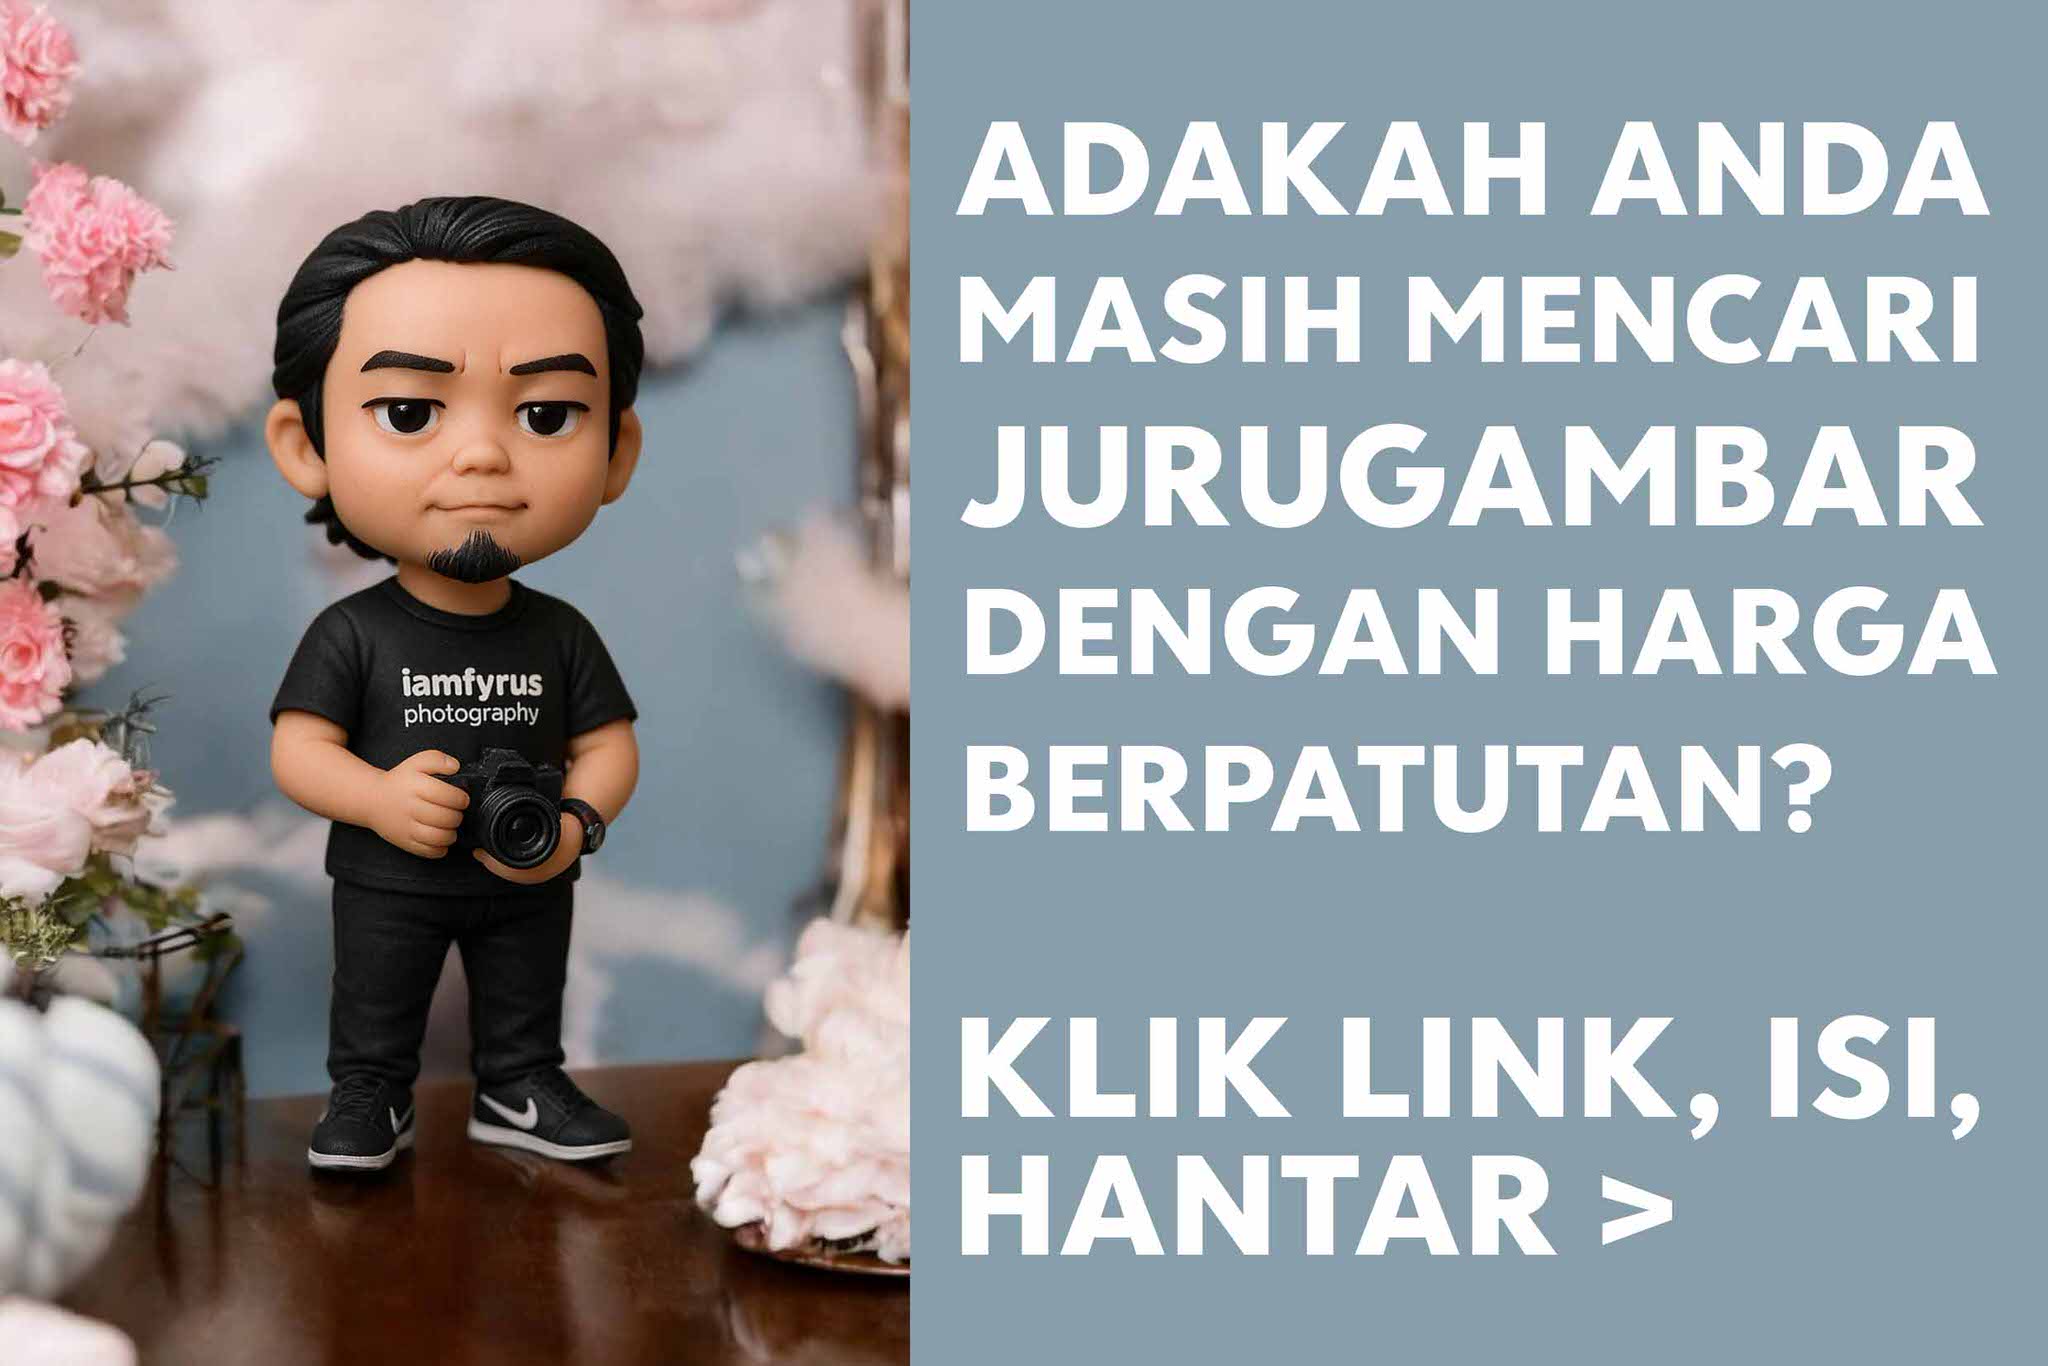 iamfyrus
photography
ADAKAH ANDA
MASIH MENCARI
JURUGAMBAR
DENGAN HARGA
BERPATUTAN?
KLIK LINK, ISI,
HANTAR >